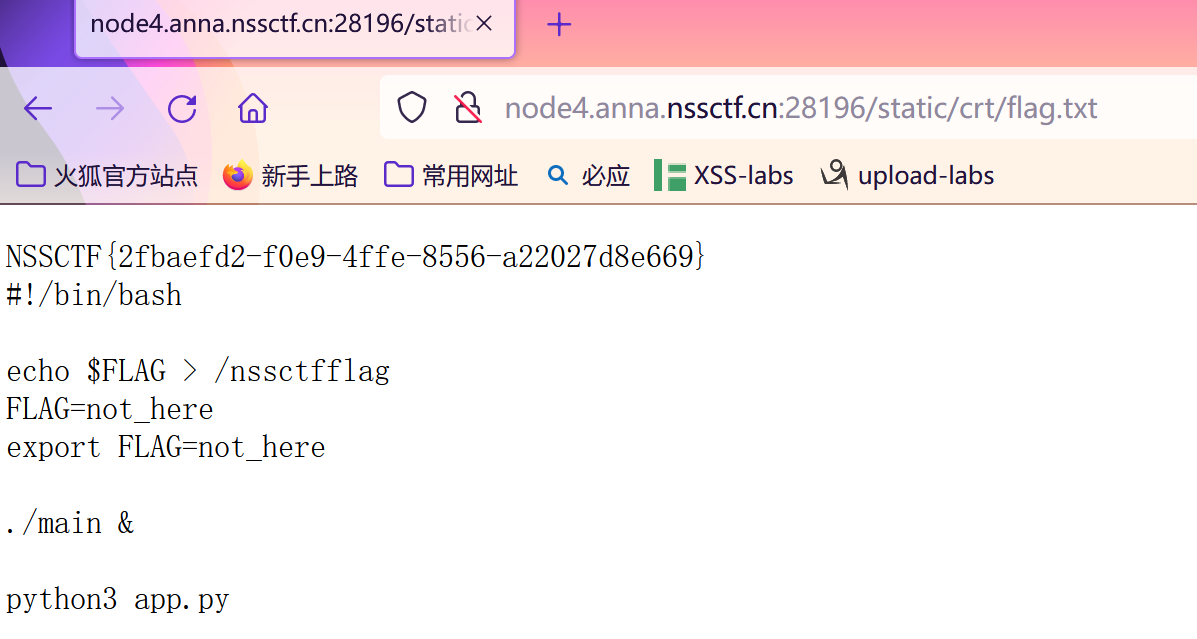 node4.anna.nssctf.cn:28196/static
node4.anna.nssctf.cn:28196/static/crt/flag.txt
火狐官方站点 新手上路 常用网址 必应 XSS-labs upload-labs
NSSCTF{2fbaefd2-f0e9-4ffe-8556-a22027d8e669}
#!/bin/bash
echo $FLAG > /nssctfflag
FLAG=not_here
export FLAG=not_here
./main &
python3 app.py